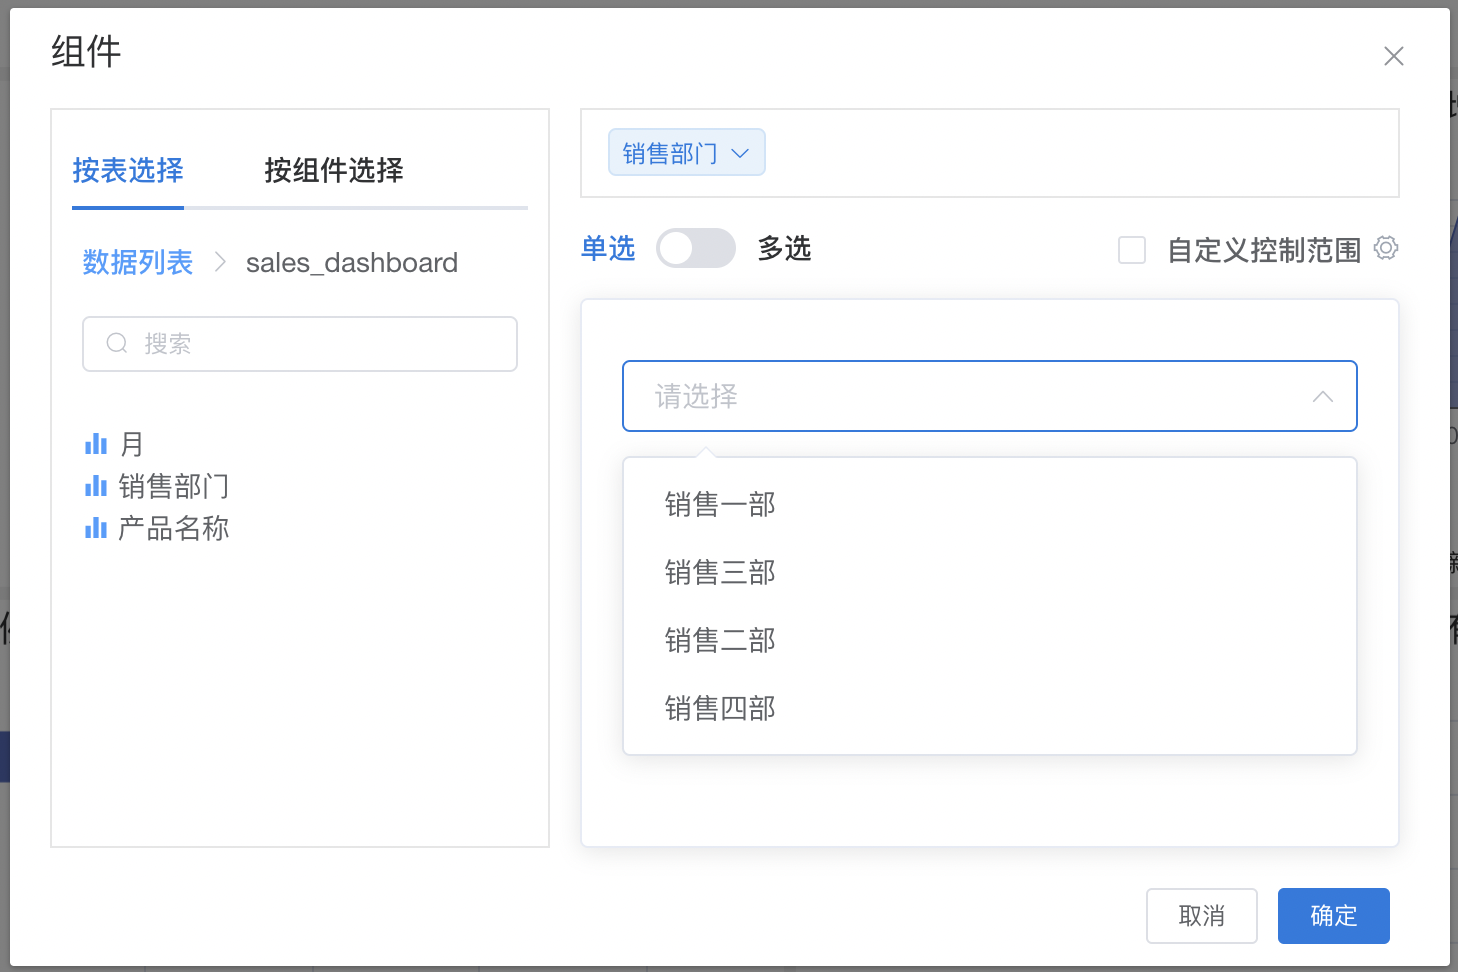 组件
按表选择 按组件选择
数据列表 sales_dashboard
搜索
月
销售部门
产品名称
销售部门
单选 多选 自定义控制范围
请选择
销售一部
销售三部
销售二部
销售四部
取消 确定